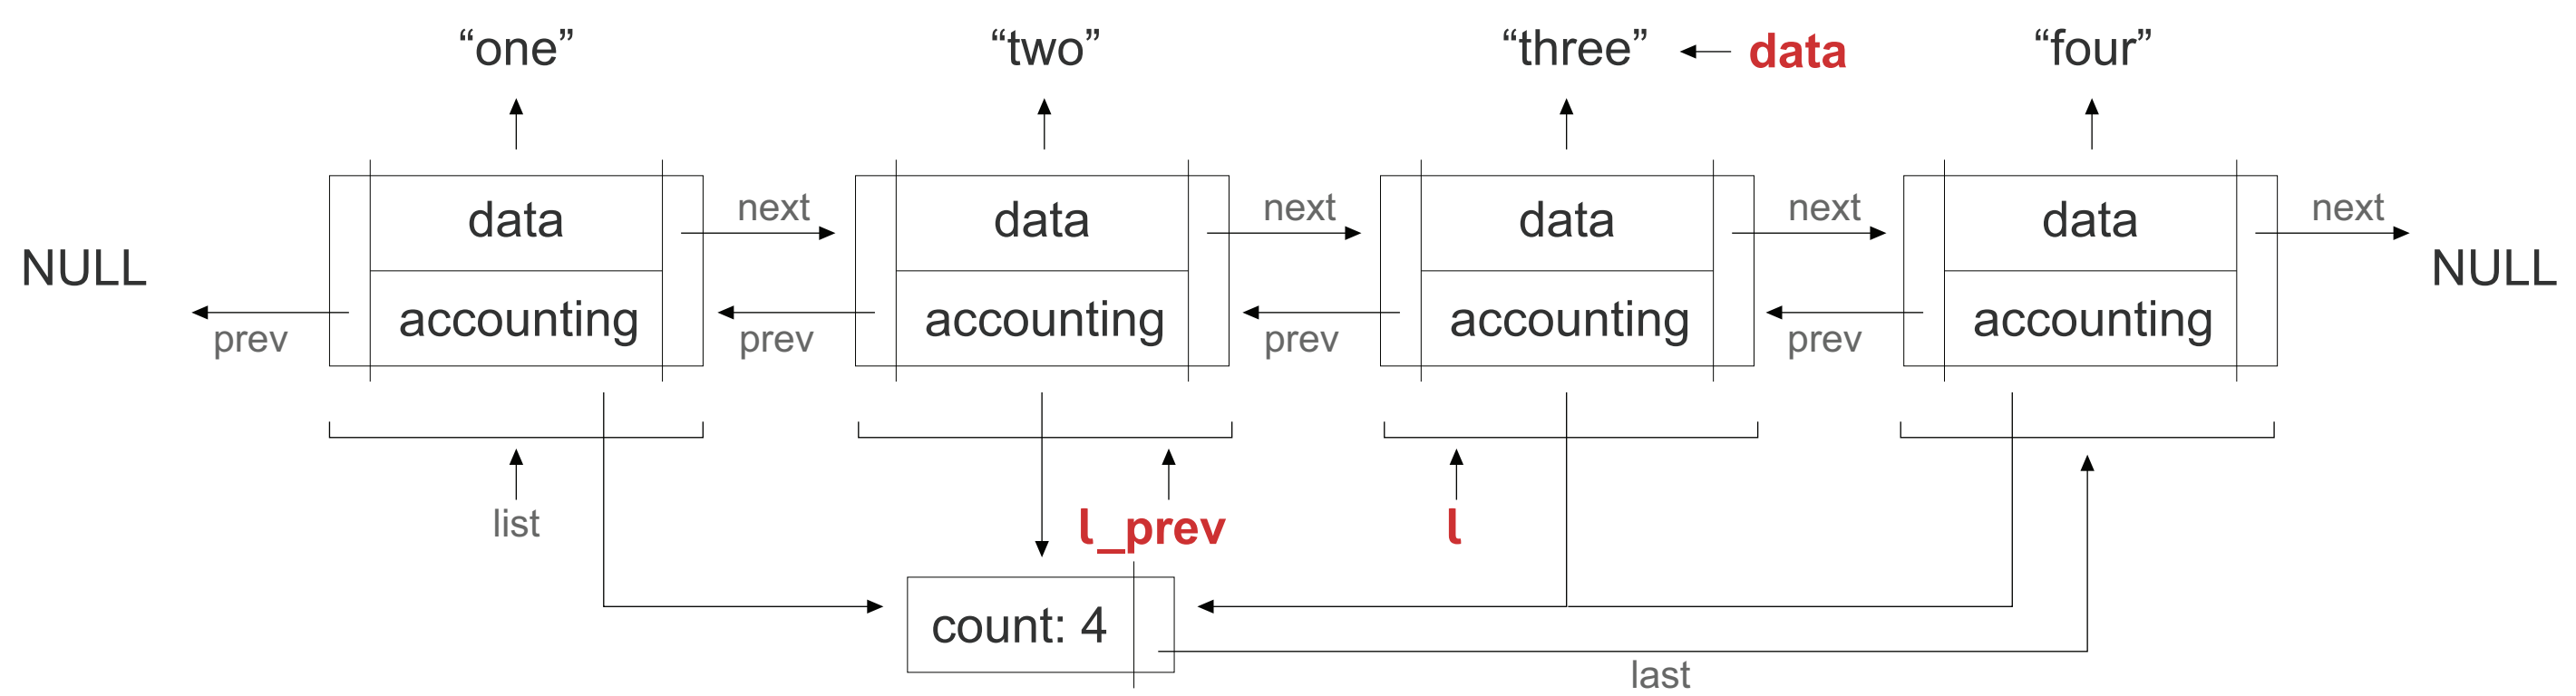 “one” “two” “three” data “four”
data next data next data next data next
NULL NULL
prev accounting prev accounting prev accounting prev accounting
list l_prev l
count: 4
last